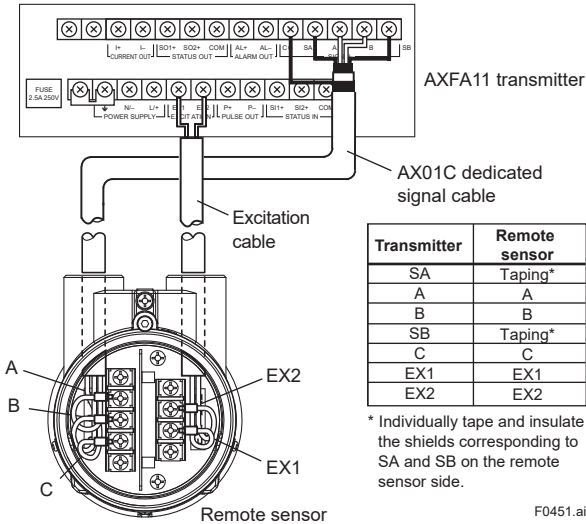 I+ I– SO1+ SO2+ COM AL+ AL– C SA A B SB
CURRENT OUT STATUS OUT ALARM OUT
AXFA11 transmitter
FUSE
2.5A 250V
N/– L/+ EX1 EX2 P+ P– SI1+ SI2+ COM
POWER SUPPLY EXCITATION PULSE OUT STATUS IN
AX01C dedicated
signal cable
Excitation
cable
Transmitter Remote sensor
SA Taping*
A A
B B
SB Taping*
C C
EX1 EX1
EX2 EX2
* Individually tape and insulate
the shields corresponding to
SA and SB on the remote
sensor side.
A
B
C
EX2
EX1
Remote sensor
F0451.ai